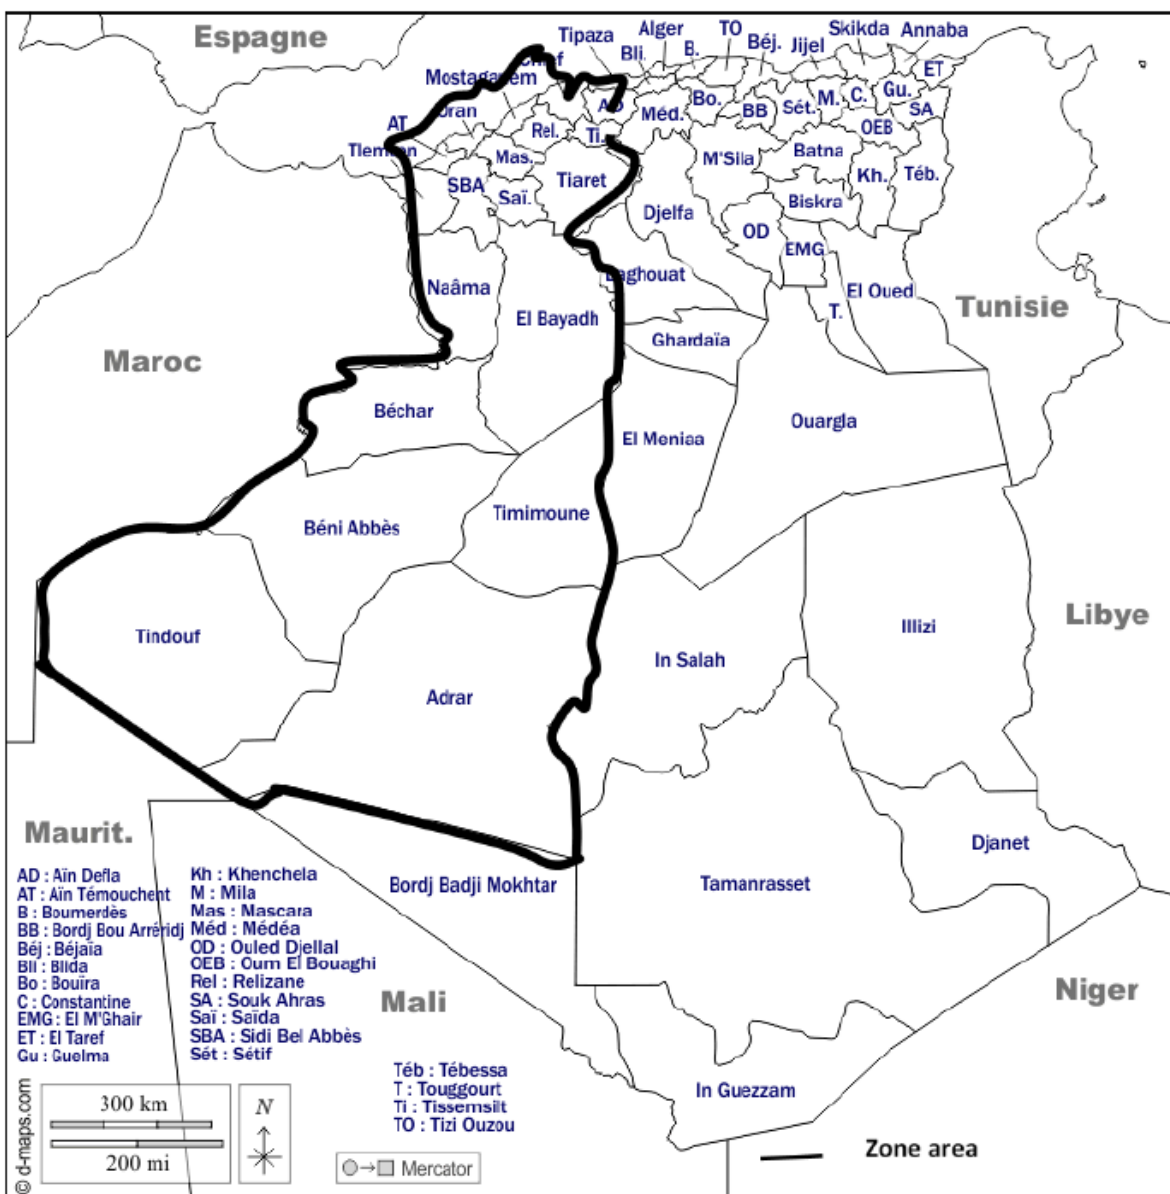 Espagne
Tipaza
Alger
Bli.
B.
TO
Béj.
Jijel
Skikda
Annaba
ET
Mostaganem
Oran
AT
Tlemcen
Rel.
AD
Méd.
Bo.
BB
Sét.
M.
C.
Gu.
SA
OEB
Ti.
Mas.
SBA
Saï.
Tiaret
M'Sila
Batna
Kh.
Téb.
Djelfa
Biskra
OD
EMG
El Oued
T.
Naâma
El Bayadh
Laghouat
Ghardaïa
Tunisie
Maroc
Béchar
El Meniaa
Ouargla
Béni Abbès
Timimoune
Tindouf
Adrar
In Salah
Illizi
Libye
Maurit.
Bordj Badji Mokhtar
Tamanrasset
Djanet
Mali
Niger
In Guezzam
AD : Aïn Defla
AT : Aïn Témouchent
B : Boumerdès
BB : Bordj Bou Arréridj
Béj : Béjaïa
Bli : Blida
Bo : Bouïra
C : Constantine
EMG : El M'Ghair
ET : El Taref
Gu : Guelma
Kh : Khenchela
M : Mila
Mas : Mascara
Méd : Médéa
OD : Ouled Djellal
OEB : Oum El Bouaghi
Rel : Relizane
SA : Souk Ahras
Saï : Saïda
SBA : Sidi Bel Abbès
Sét : Sétif
Téb : Tébessa
T : Touggourt
Ti : Tissemsilt
TO : Tizi Ouzou
© d-maps.com
300 km
200 mi
N
Mercator
Zone area